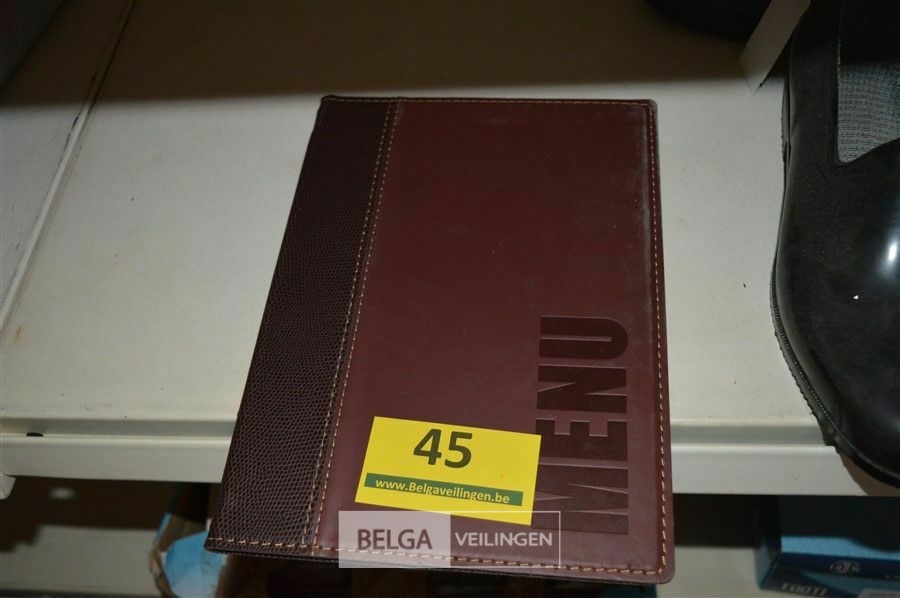 MENU
45
www.Belgaveilingen.be
BELGA VEILINGEN